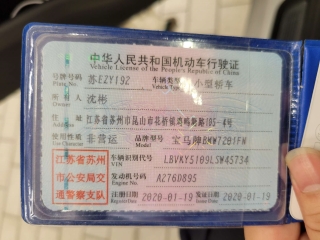 中华人民共和国机动车行驶证
Vehicle License of the People's Republic of China
号牌号码 苏EZY19Z 车辆类型 小型轿车
Plate No. Vehicle Type
所有人 沈彬
Owner
住址 江苏省苏州市昆山市花桥镇鸡鸣塘路105-4号
Address
使用性质 非营运 品牌型号 宝马牌BMW7201FM
Use Character Model
江苏省苏州市公安局交通警察支队
车辆识别代号 LBVKY5109LSW45734
VIN
发动机号码 AZ76D895
Engine No.
注册日期 2020-01-19 发证日期 2020-01-19
Register Date Issue Date